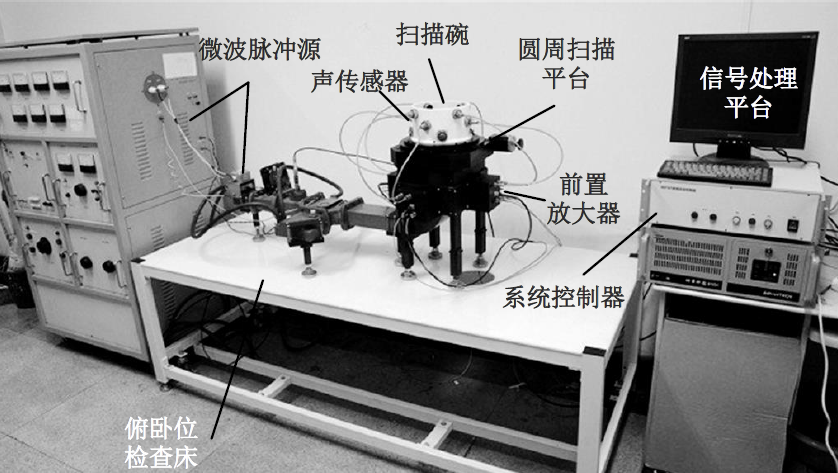 微波脉冲源
扫描碗
声传感器
圆周扫描
平台
信号处理
平台
前置
放大器
系统控制器
俯卧位
检查床